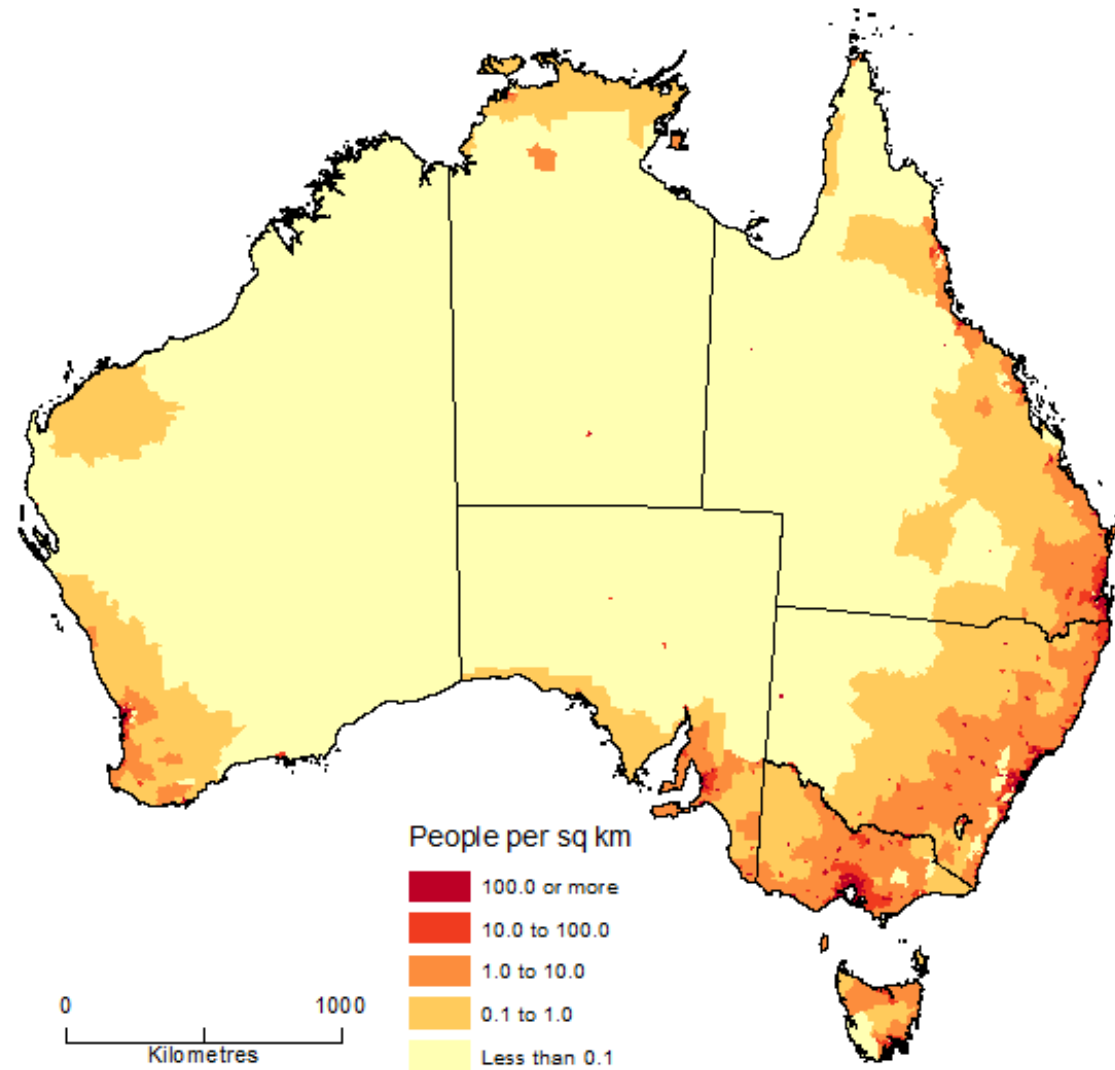 People per sq km
100.0 or more
10.0 to 100.0
1.0 to 10.0
0.1 to 1.0
Less than 0.1
0 1000
Kilometres